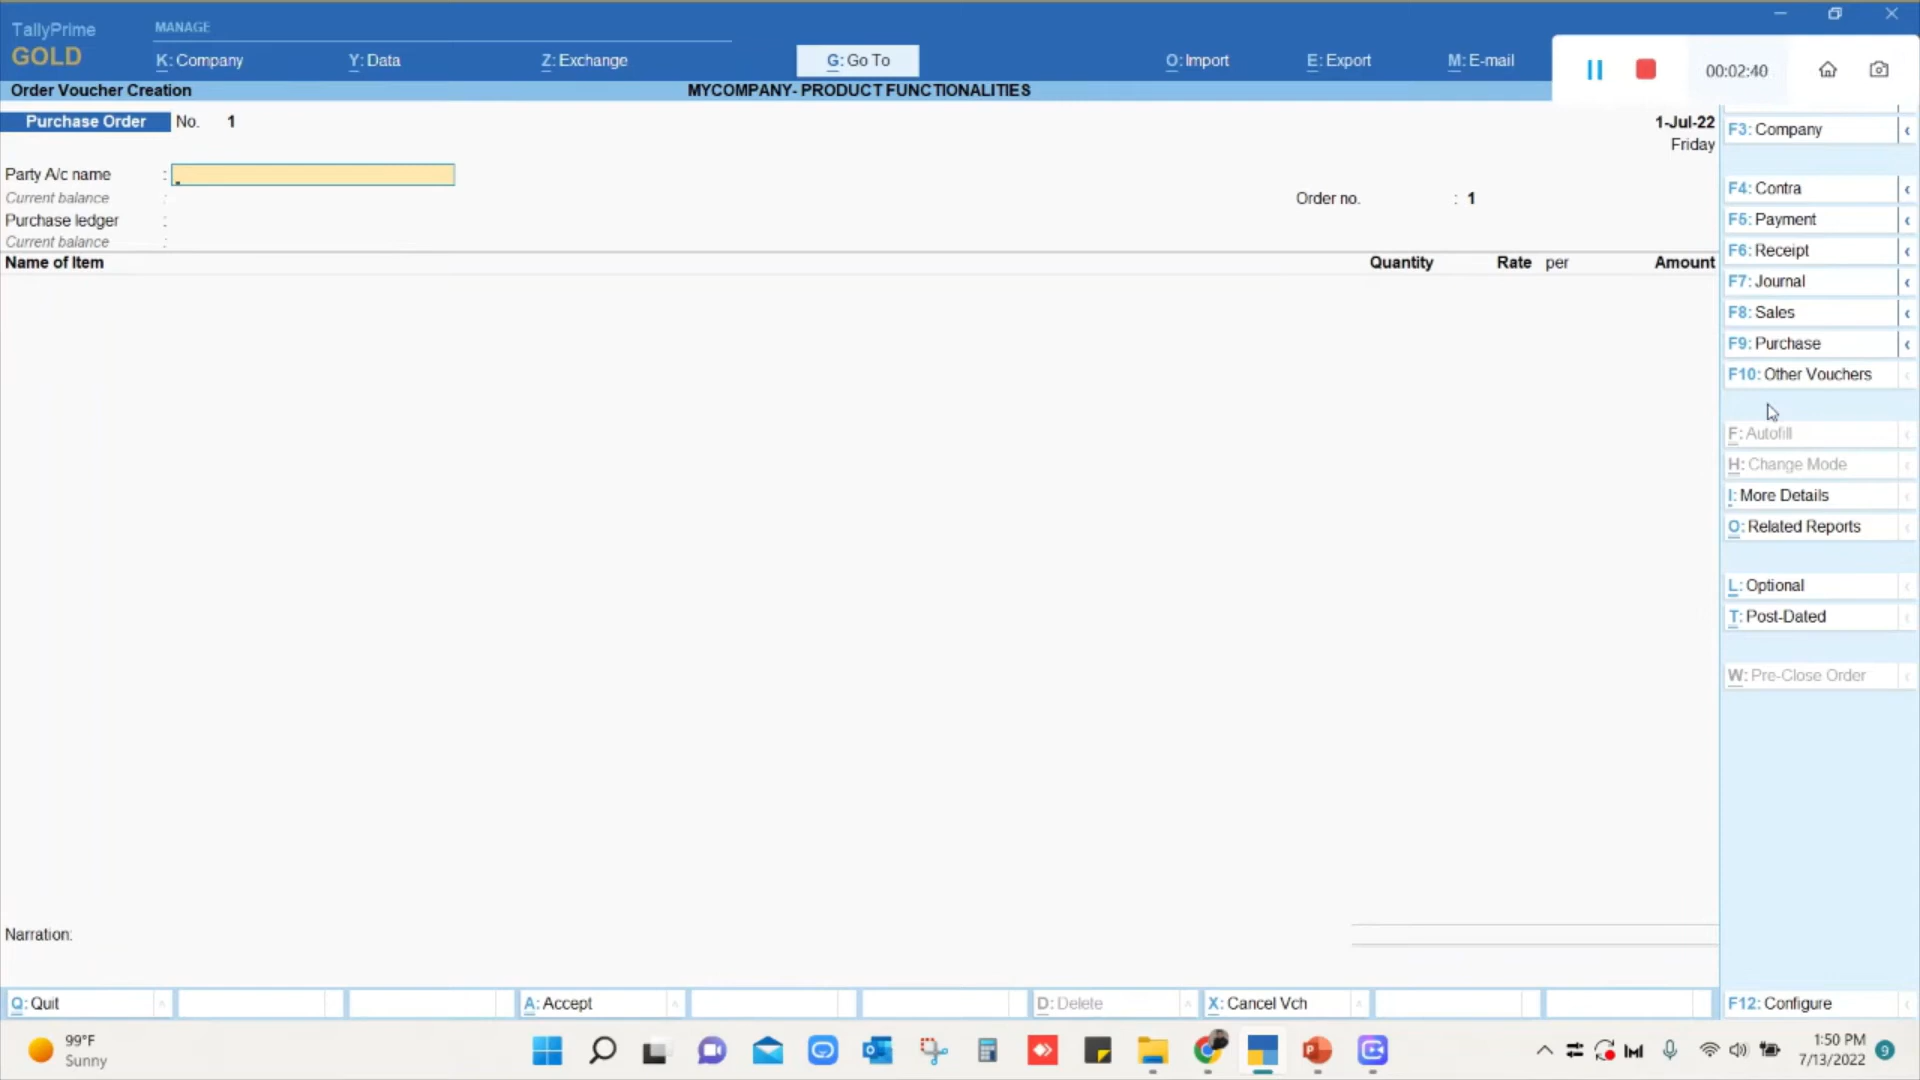 TallyPrime
MANAGE
GOLD
K: Company
Y: Data
Z: Exchange
G: Go To
O: Import
E: Export
M: E-mail
00:02:40
Order Voucher Creation
MYCOMPANY- PRODUCT FUNCTIONALITIES
Purchase Order No. 1
1-Jul-22
Friday
Party A/c name :
Current balance :
Order no. : 1
Purchase ledger :
Current balance :
Name of Item
Quantity
Rate per
Amount
F3: Company
F4: Contra
F5: Payment
F6: Receipt
F7: Journal
F8: Sales
F9: Purchase
F10: Other Vouchers
F: Autofill
H: Change Mode
I: More Details
O: Related Reports
L: Optional
T: Post-Dated
W: Pre-Close Order
Narration:
Q: Quit
A: Accept
D: Delete
X: Cancel Vch
F12: Configure
99°F
Sunny
1:50 PM
7/13/2022
9